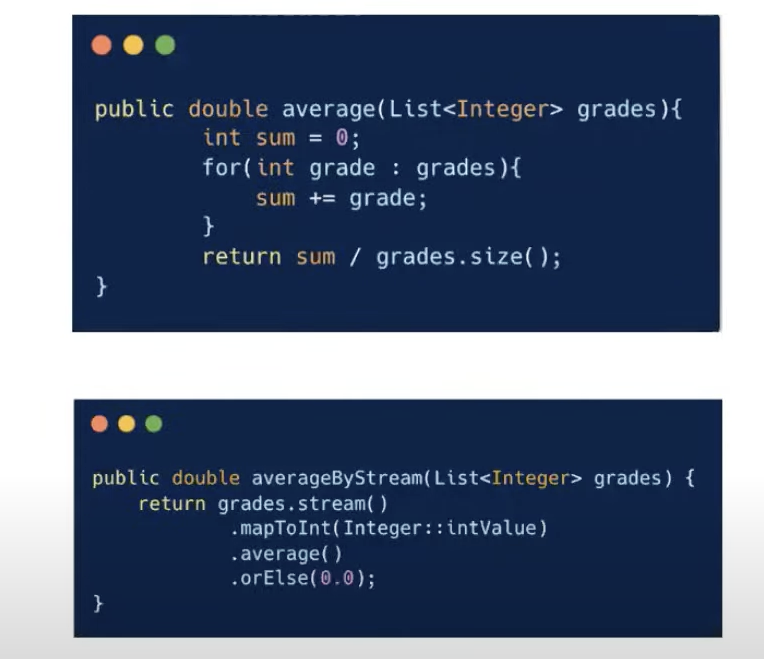 public double average(List<Integer> grades){
int sum = 0;
for(int grade : grades){
sum += grade;
}
return sum / grades.size();
}
public double averageByStream(List<Integer> grades) {
return grades.stream()
.mapToInt(Integer::intValue)
.average()
.orElse(0.0);
}